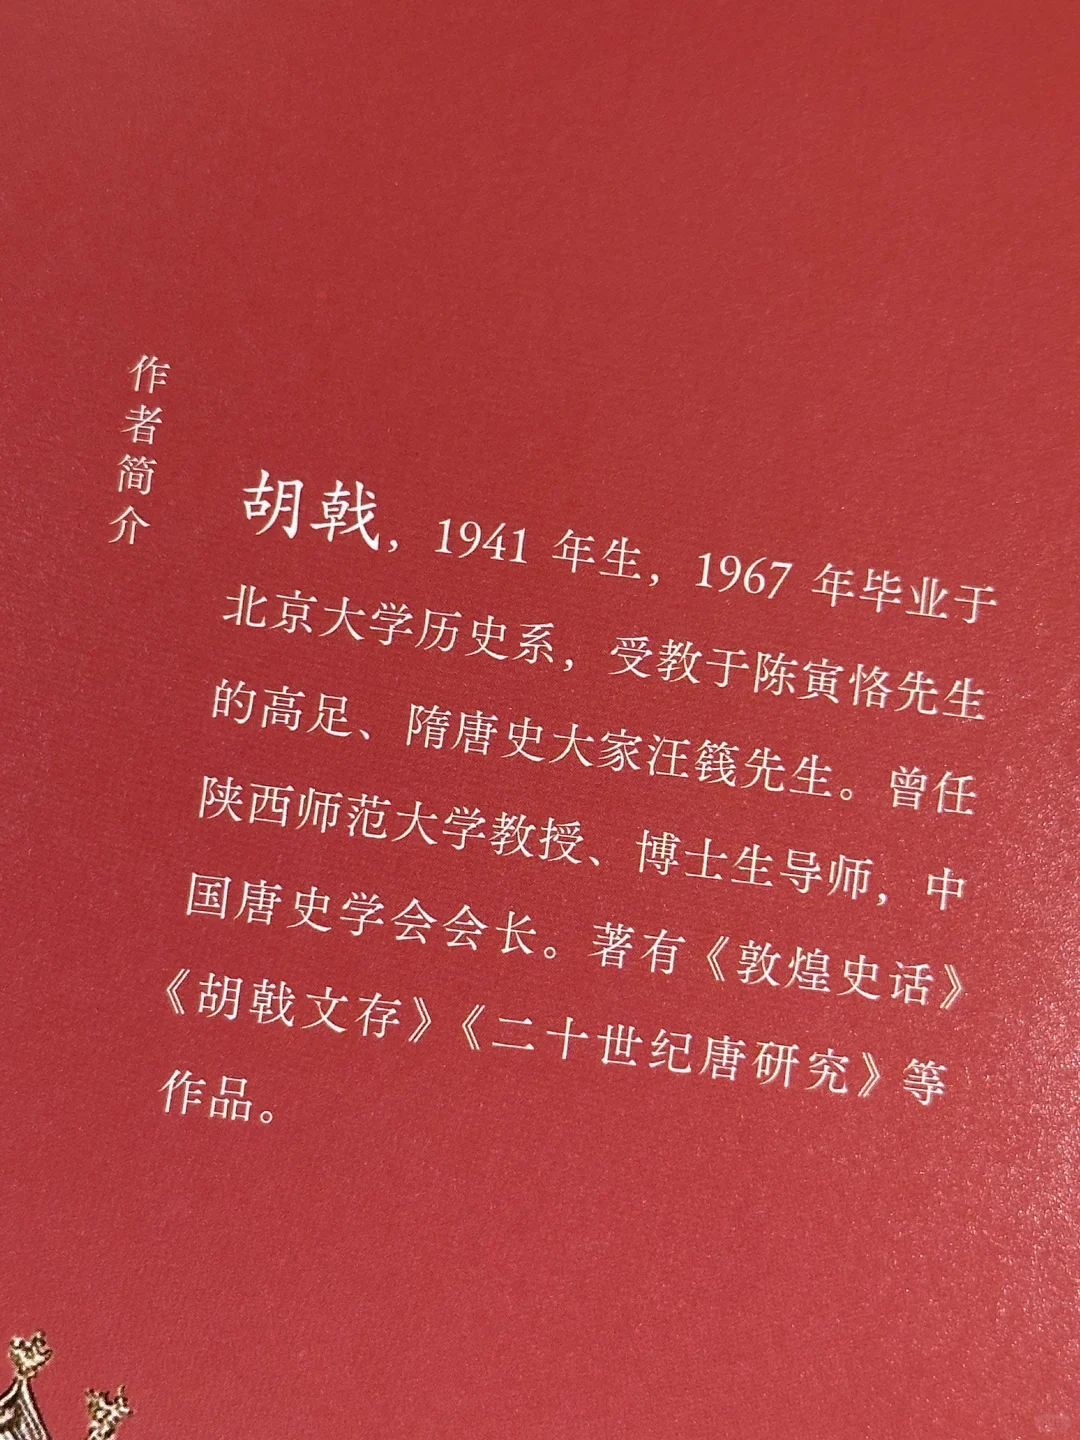 作者简介
胡戟，1941 年生，1967 年毕业于
北京大学历史系，受教于陈寅恪先生
的高足、隋唐史大家汪篯先生。曾任
陕西师范大学教授、博士生导师，中
国唐史学会会长。著有《敦煌史话》
《胡戟文存》《二十世纪唐研究》等
作品。